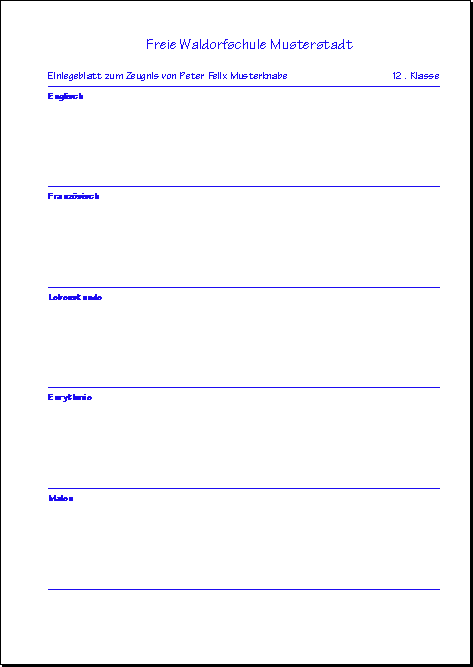 Freie Waldorfschule Musterstadt
Einlegeblatt zum Zeugnis von Peter Felix Musterknabe 12 . Klasse
Englisch
Französisch
Lebenskunde
Eurythmie
Malen